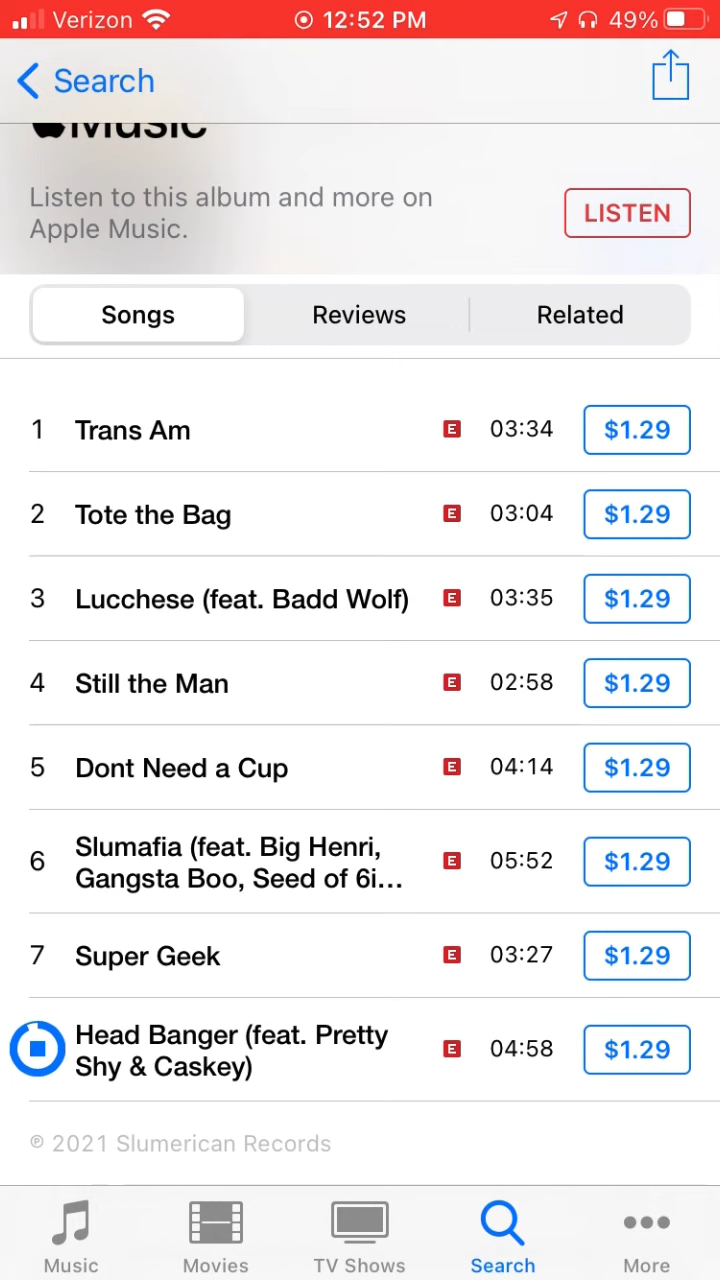 Verizon 12:52 PM 49%
Search
Music
Listen to this album and more on
Apple Music.
LISTEN
Songs Reviews Related
1 Trans Am E 03:34 $1.29
2 Tote the Bag E 03:04 $1.29
3 Lucchese (feat. Badd Wolf) E 03:35 $1.29
4 Still the Man E 02:58 $1.29
5 Dont Need a Cup E 04:14 $1.29
6 Slumafia (feat. Big Henri,
Gangsta Boo, Seed of 6i... E 05:52 $1.29
7 Super Geek E 03:27 $1.29
Head Banger (feat. Pretty
Shy & Caskey) E 04:58 $1.29
℗ 2021 Slumerican Records
Music Movies TV Shows Search More